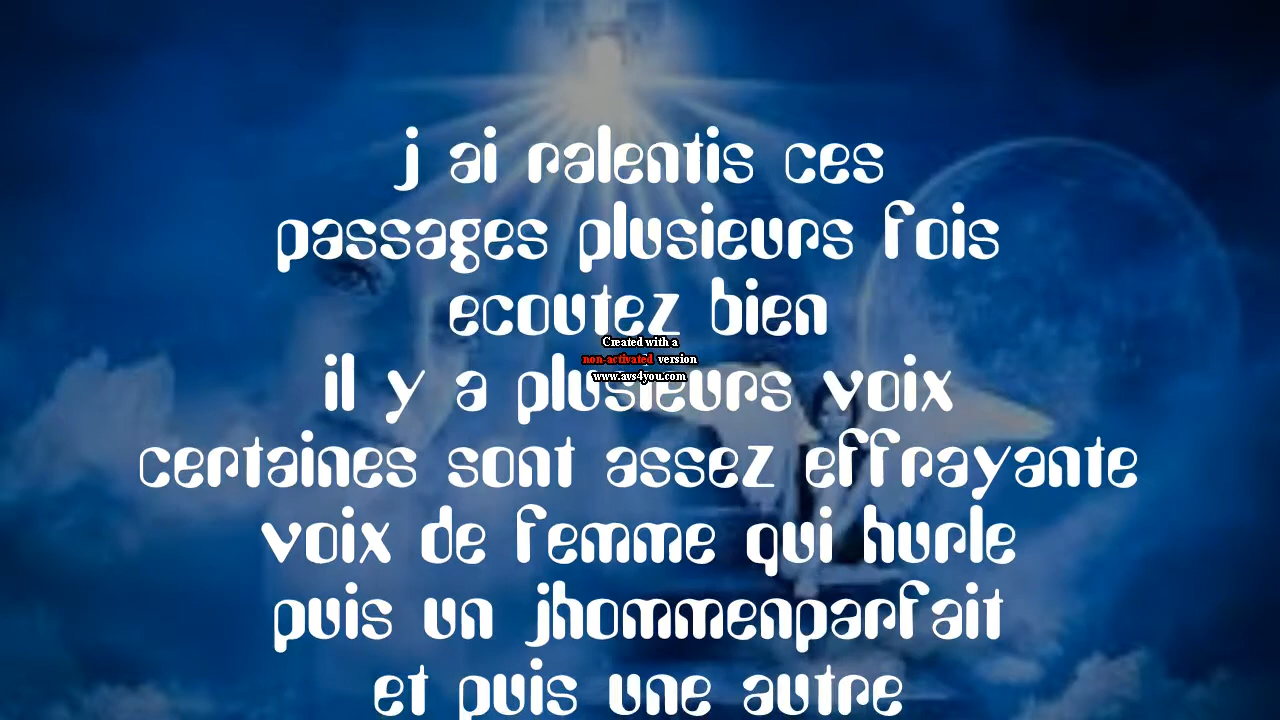 j ai ralentis ces
passages plusieurs fois
ecoutez bien
Created with a
non-activated version
www.avs4you.com
il y a plusieurs voix
certaines sont assez effrayante
voix de femme qui hurle
puis un jhommenparfait
et puis une autre